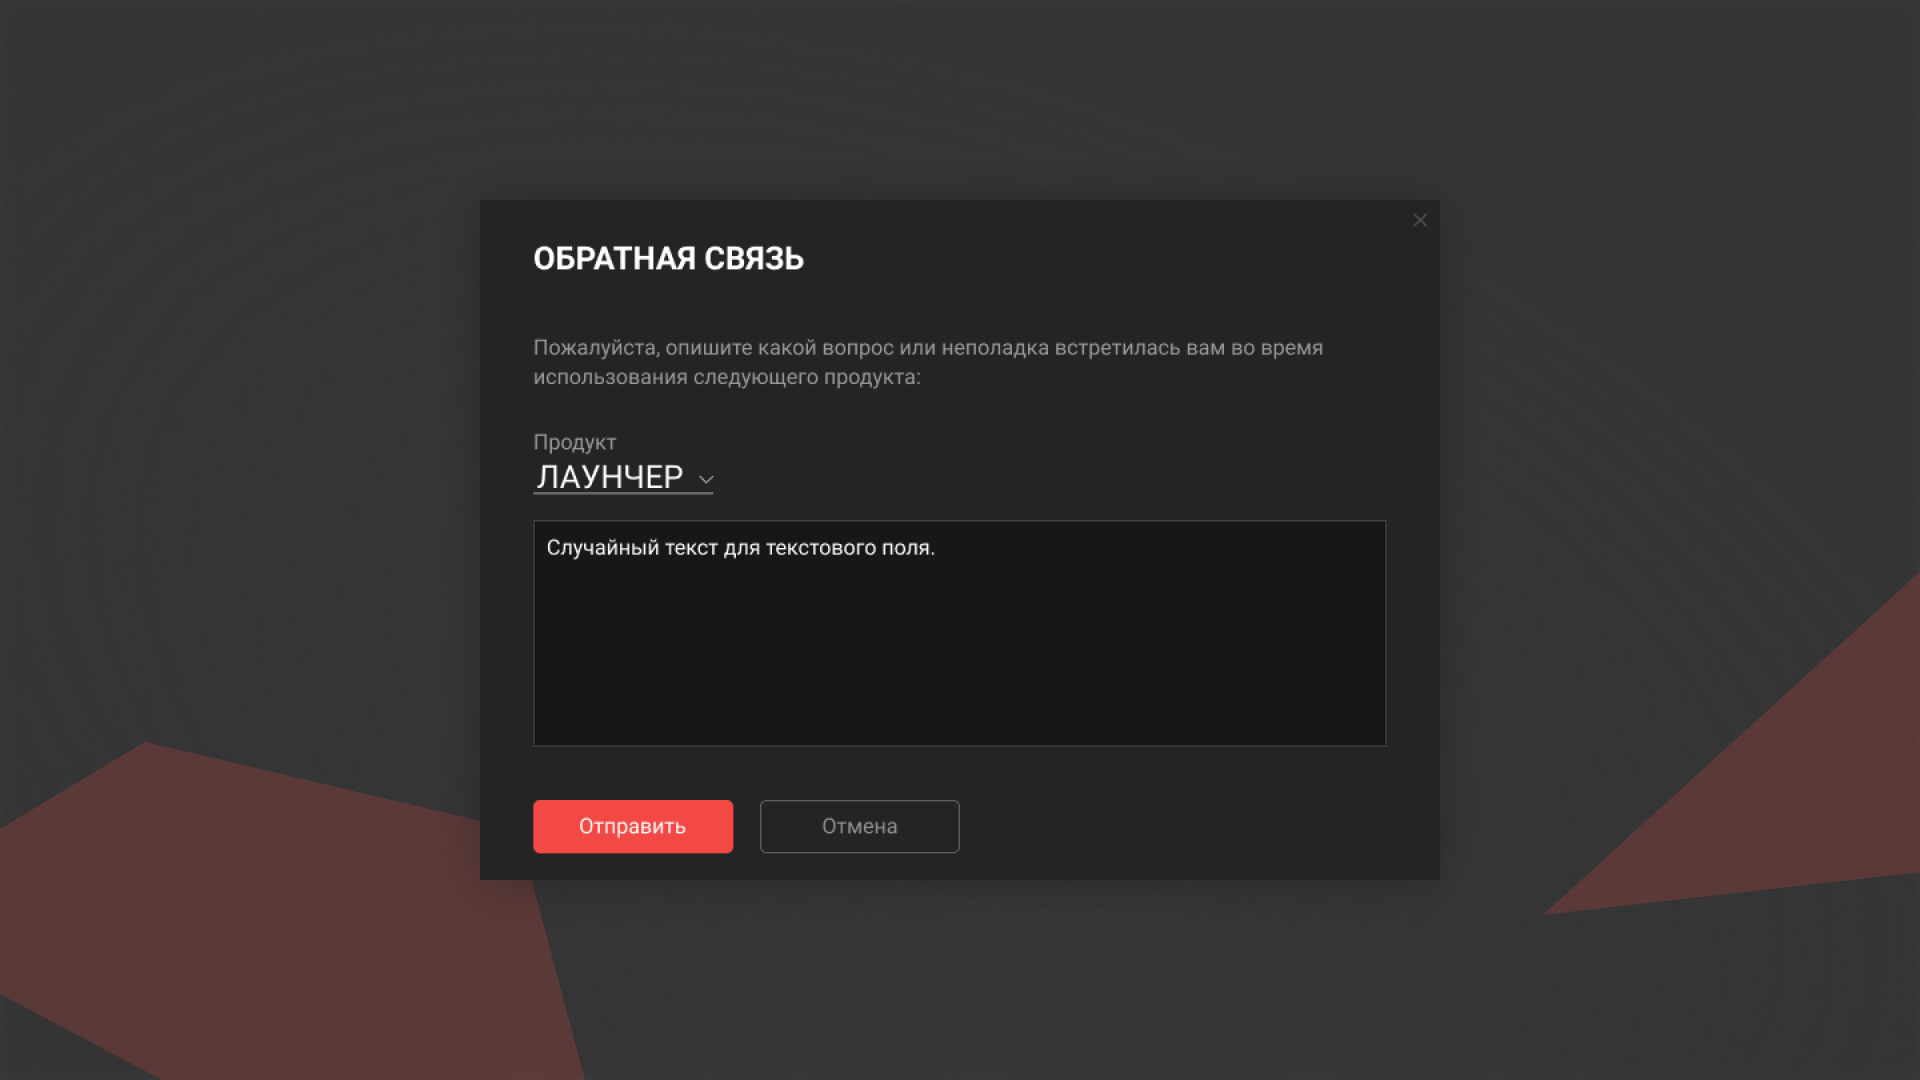 ОБРАТНАЯ СВЯЗЬ
Пожалуйста, опишите какой вопрос или неполадка встретилась вам во время
использования следующего продукта:
Продукт
ЛАУНЧЕР
Случайный текст для текстового поля.
Отправить
Отмена